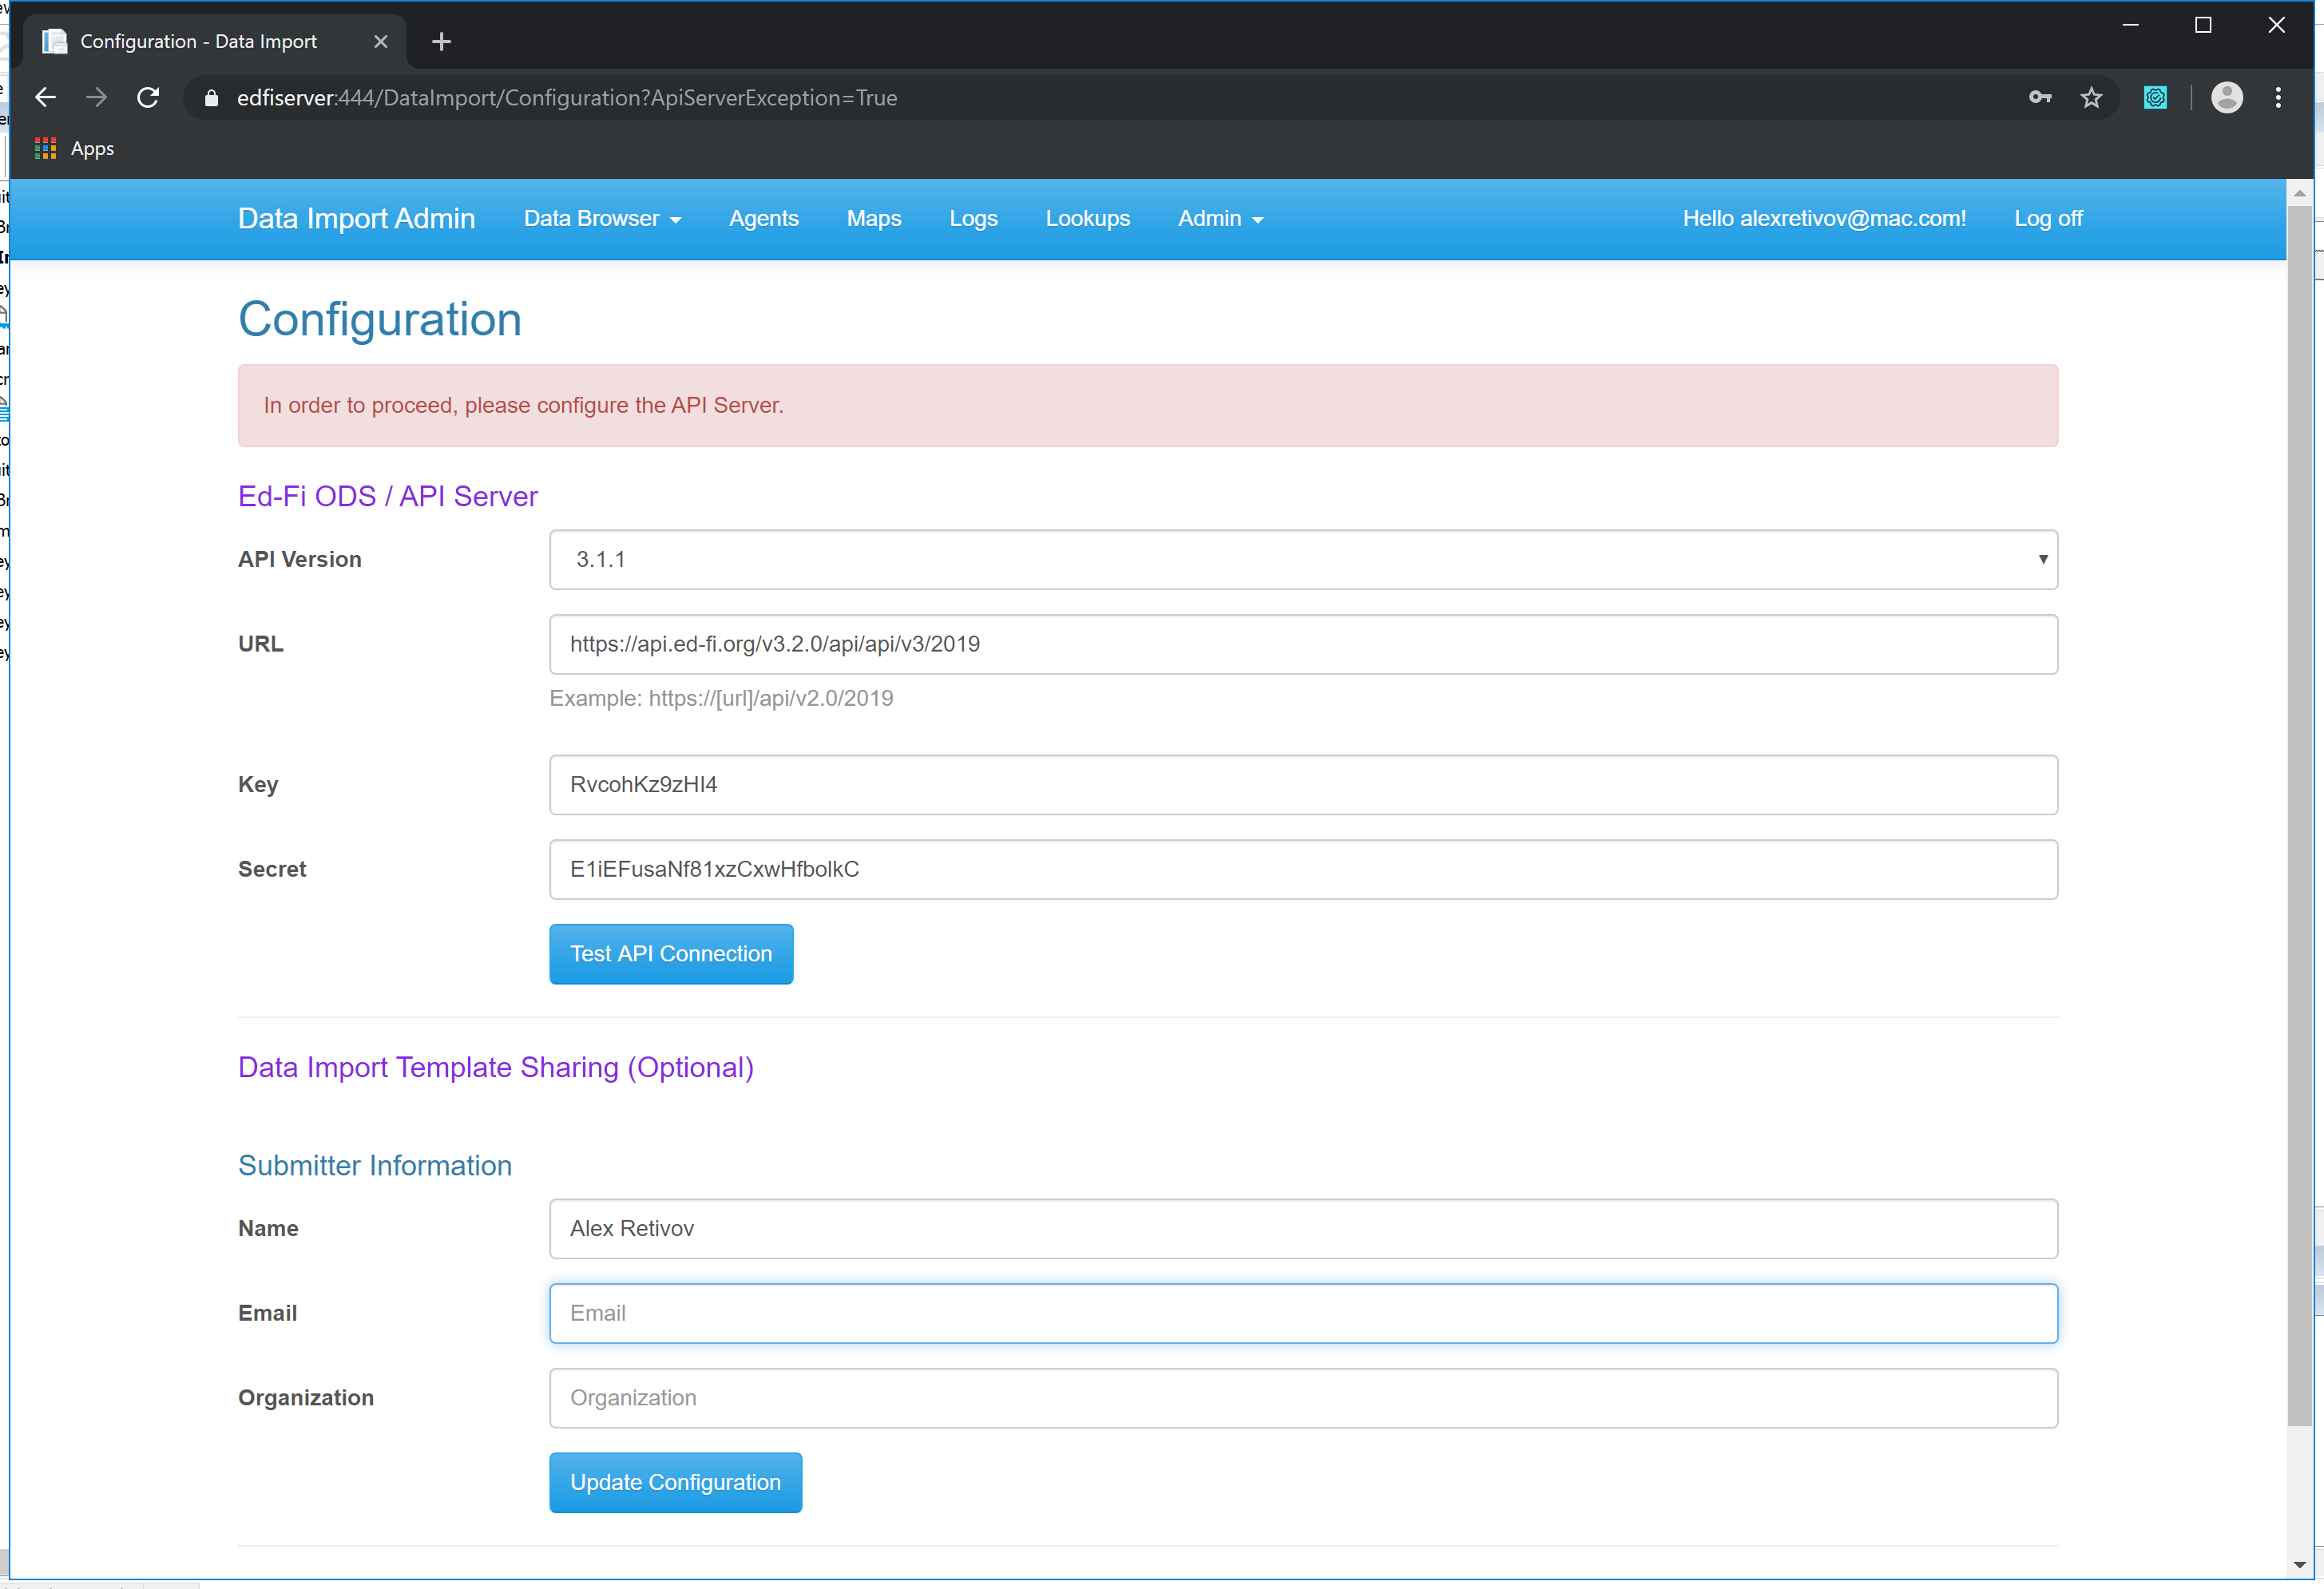 Configuration - Data Import
edfiserver:444/DataImport/Configuration?ApiServerException=True
Apps
Data Import Admin Data Browser Agents Maps Logs Lookups Admin Hello alexretivov@mac.com! Log off
Configuration
In order to proceed, please configure the API Server.
Ed-Fi ODS / API Server
API Version 3.1.1
URL https://api.ed-fi.org/v3.2.0/api/api/v3/2019
Example: https://[url]/api/v2.0/2019
Key RvcohKz9zHI4
Secret E1iEFusaNf81xzCxwHfbolkC
Test API Connection
Data Import Template Sharing (Optional)
Submitter Information
Name Alex Retivov
Email Email
Organization Organization
Update Configuration